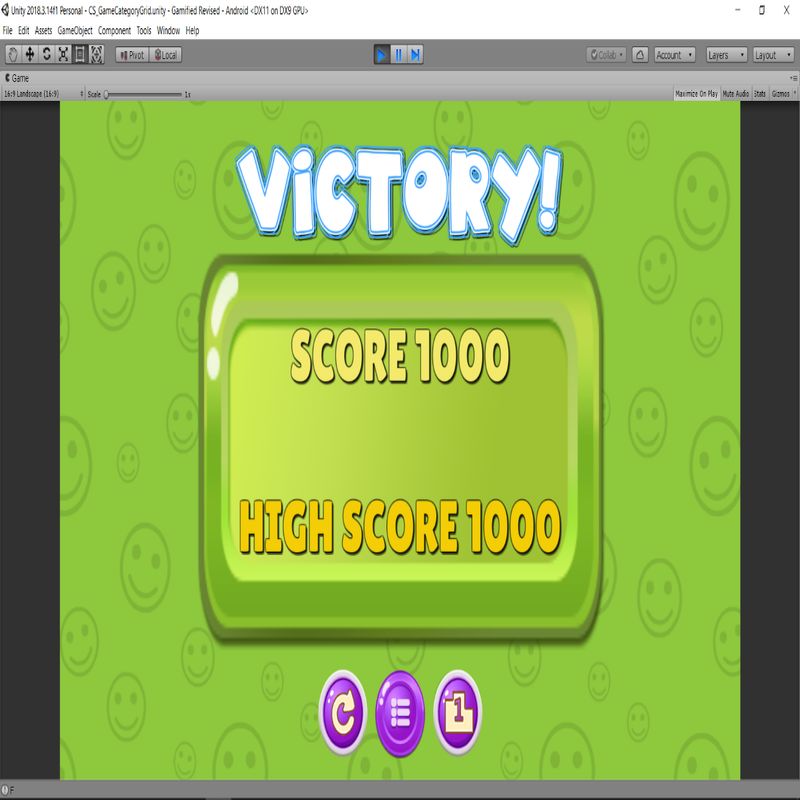 Unity 2018.3.14f1 Personal - CS_GameCategoryGrid.unity - Gamified Revised - Android <DX11 on DX9 GPU>
File Edit Assets GameObject Component Tools Window Help
Pivot Local Collab Account Layers Layout
Game
16:9 Landscape (16:9) Scale 1x Maximize On Play Mute Audio Stats Gizmos
VICTORY!
SCORE 1000
HIGH SCORE 1000
1
F